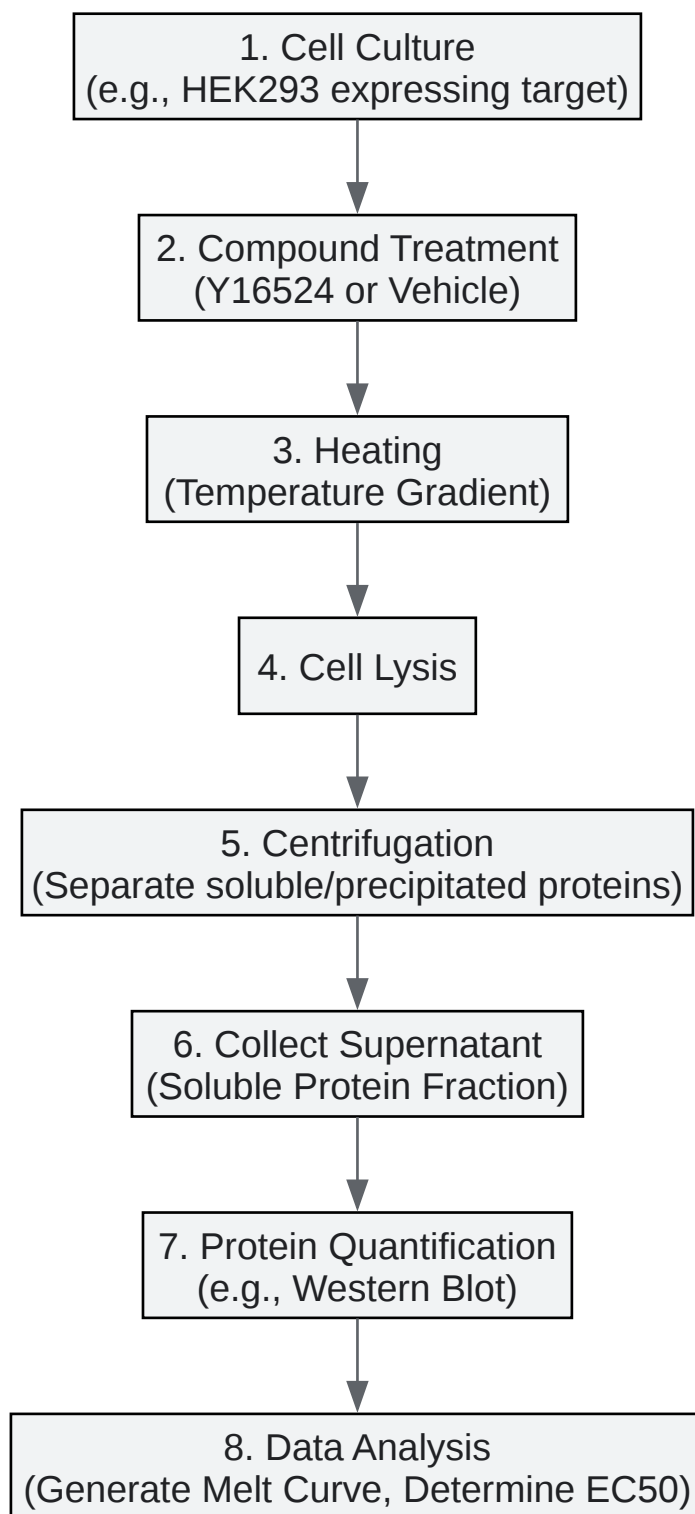 1. Cell Culture
(e.g., HEK293 expressing target)
2. Compound Treatment
(Y16524 or Vehicle)
3. Heating
(Temperature Gradient)
4. Cell Lysis
5. Centrifugation
(Separate soluble/precipitated proteins)
6. Collect Supernatant
(Soluble Protein Fraction)
7. Protein Quantification
(e.g., Western Blot)
8. Data Analysis
(Generate Melt Curve, Determine EC50)